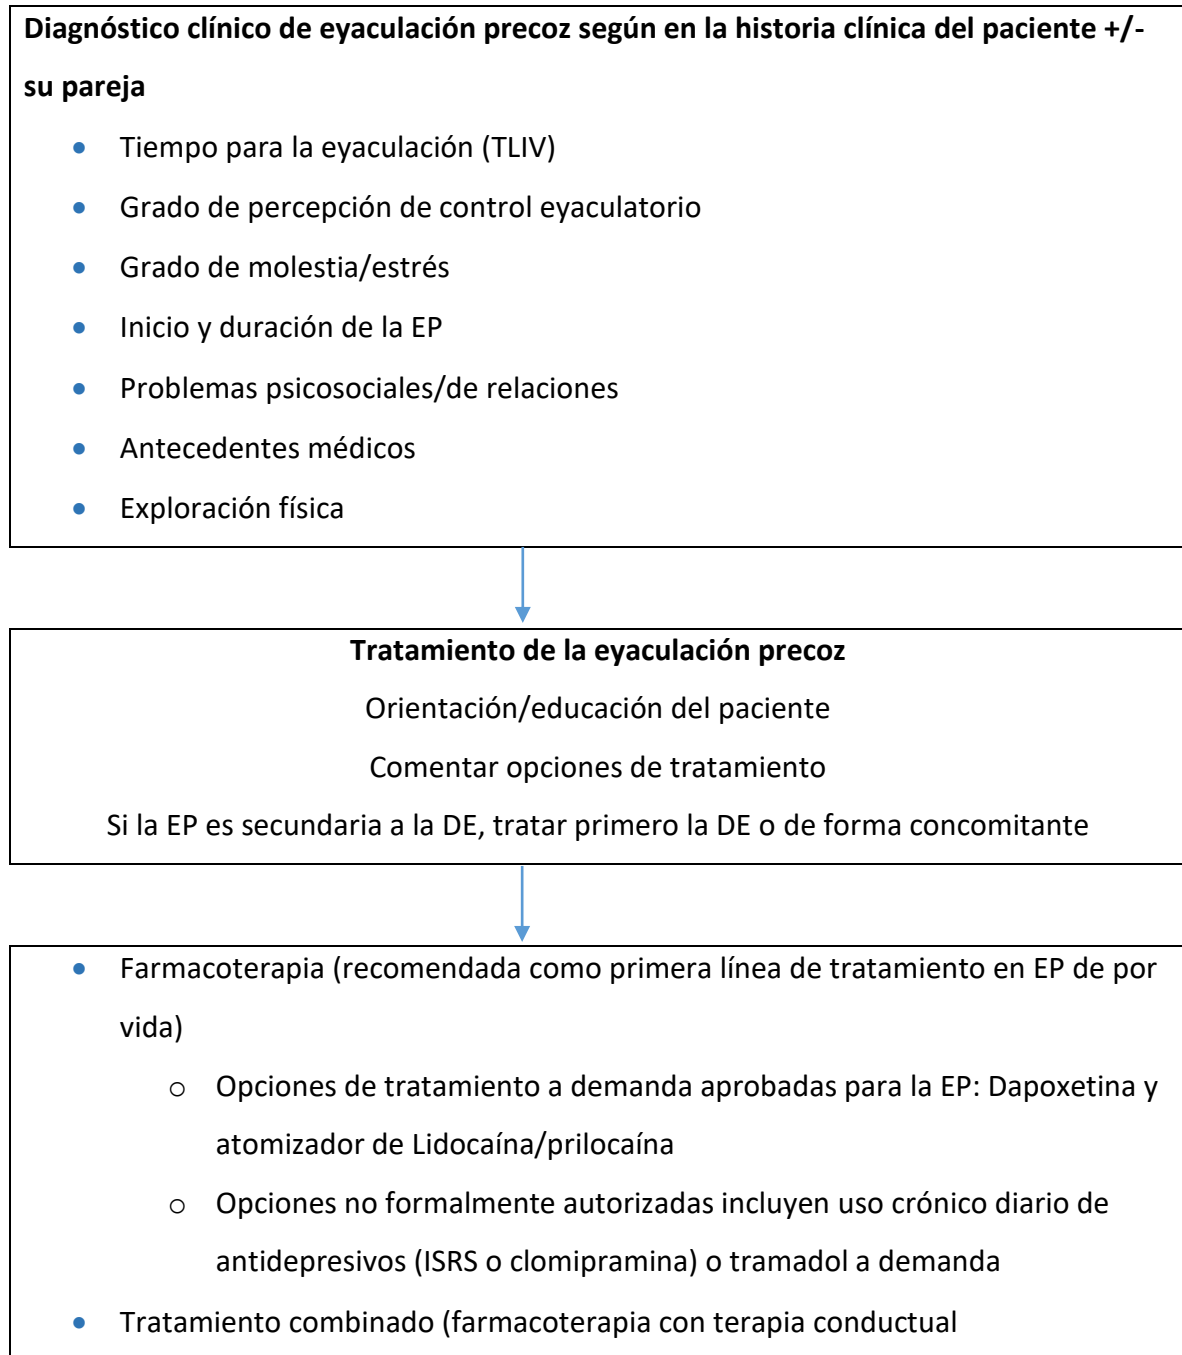 Diagnóstico clínico de eyaculación precoz según en la historia clínica del paciente +/-
su pareja
• Tiempo para la eyaculación (TLIV)
• Grado de percepción de control eyaculatorio
• Grado de molestia/estrés
• Inicio y duración de la EP
• Problemas psicosociales/de relaciones
• Antecedentes médicos
• Exploración física
Tratamiento de la eyaculación precoz
Orientación/educación del paciente
Comentar opciones de tratamiento
Si la EP es secundaria a la DE, tratar primero la DE o de forma concomitante
• Farmacoterapia (recomendada como primera línea de tratamiento en EP de por
vida)
o Opciones de tratamiento a demanda aprobadas para la EP: Dapoxetina y
atomizador de Lidocaína/prilocaína
o Opciones no formalmente autorizadas incluyen uso crónico diario de
antidepresivos (ISRS o clomipramina) o tramadol a demanda
• Tratamiento combinado (farmacoterapia con terapia conductual